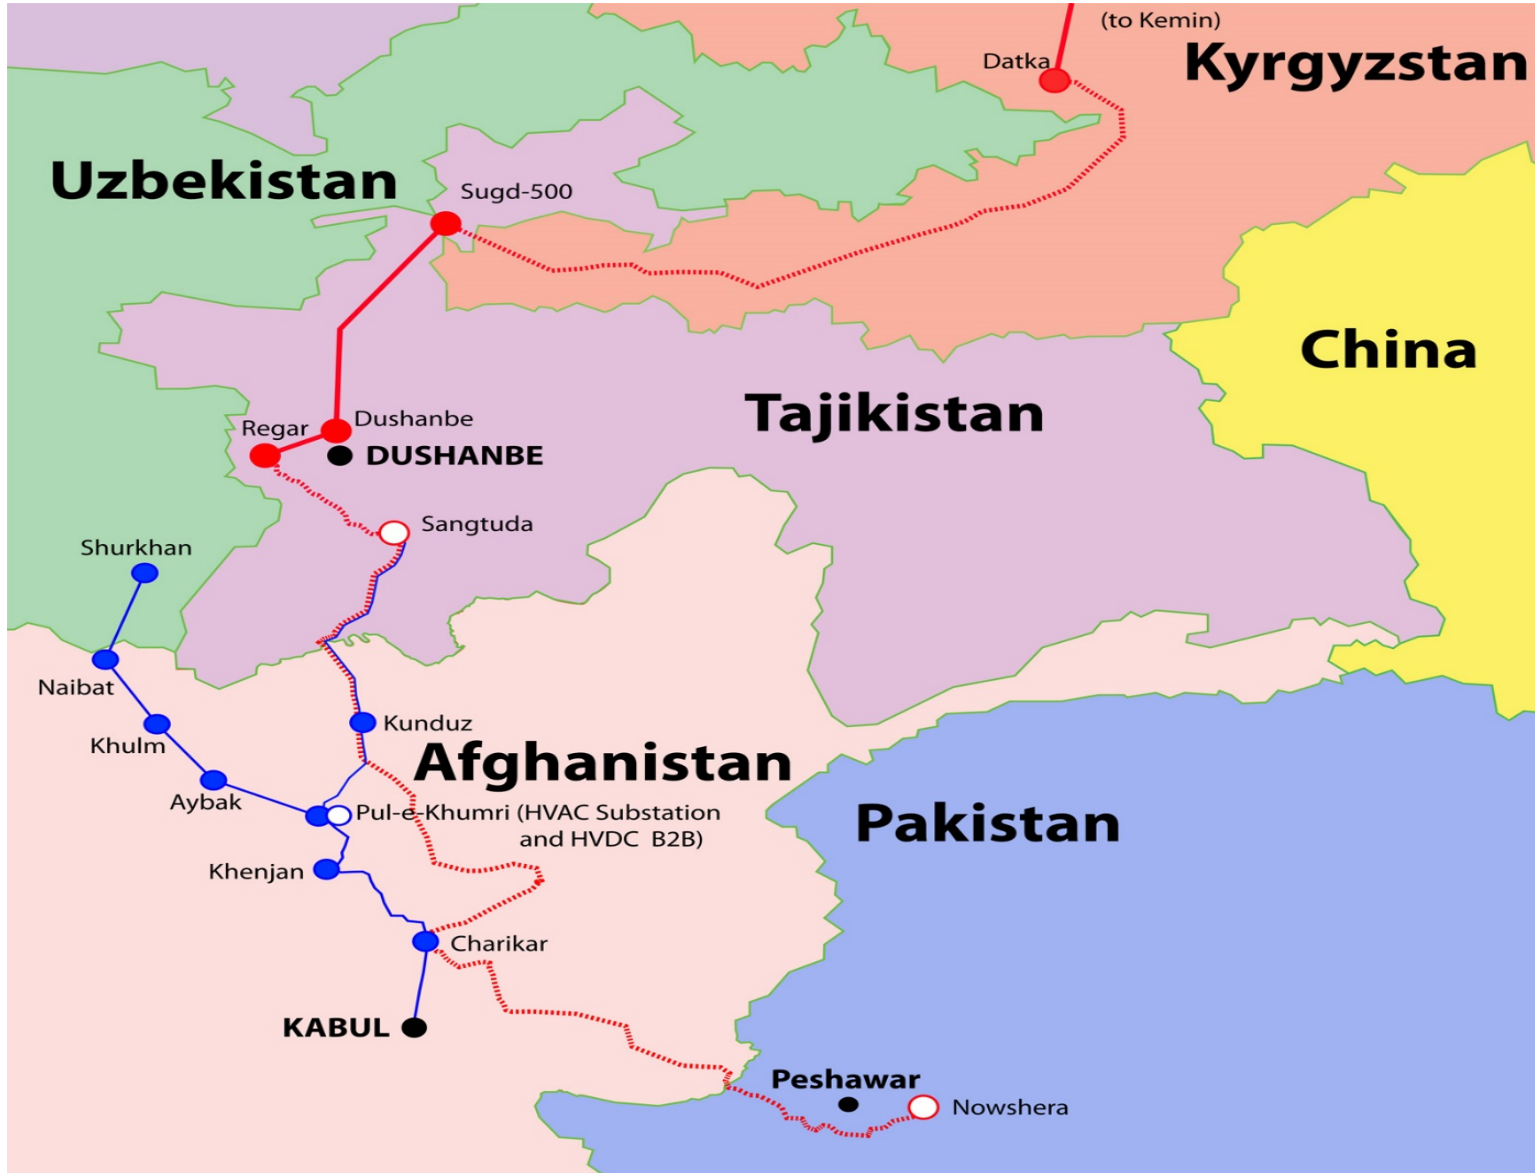 (to Kemin)
Datka
Kyrgyzstan
Uzbekistan
Sugd-500
China
Tajikistan
Regar
Dushanbe
DUSHANBE
Sangtuda
Shurkhan
Naibat
Kunduz
Khulm
Afghanistan
Aybak
Pul-e-Khumri (HVAC Substation
and HVDC B2B)
Pakistan
Khenjan
Charikar
KABUL
Peshawar
Nowshera